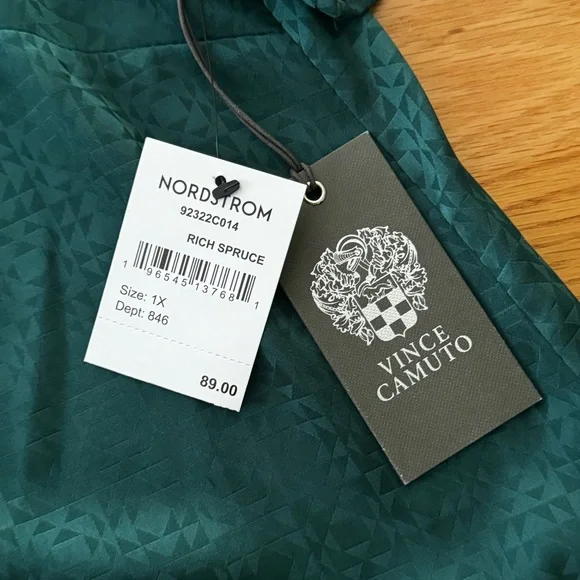 NORDSTROM
92322C014
RICH SPRUCE
1 96545 13768 1
Size: 1X
Dept: 846
89.00
VINCE
CAMUTO